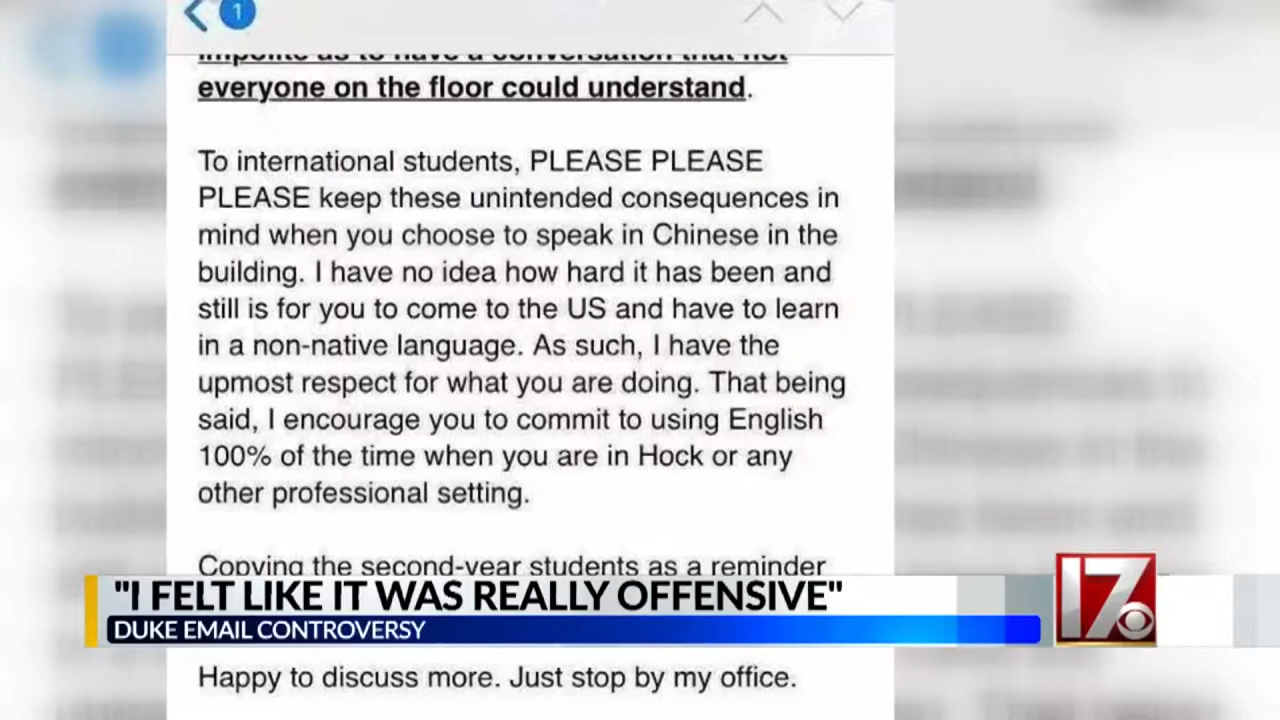 1
impolite as to have a conversation that not
everyone on the floor could understand.
To international students, PLEASE PLEASE
PLEASE keep these unintended consequences in
mind when you choose to speak in Chinese in the
building. I have no idea how hard it has been and
still is for you to come to the US and have to learn
in a non-native language. As such, I have the
upmost respect for what you are doing. That being
said, I encourage you to commit to using English
100% of the time when you are in Hock or any
other professional setting.
Copying the second-year students as a reminder
"I FELT LIKE IT WAS REALLY OFFENSIVE"
DUKE EMAIL CONTROVERSY
17
Happy to discuss more. Just stop by my office.